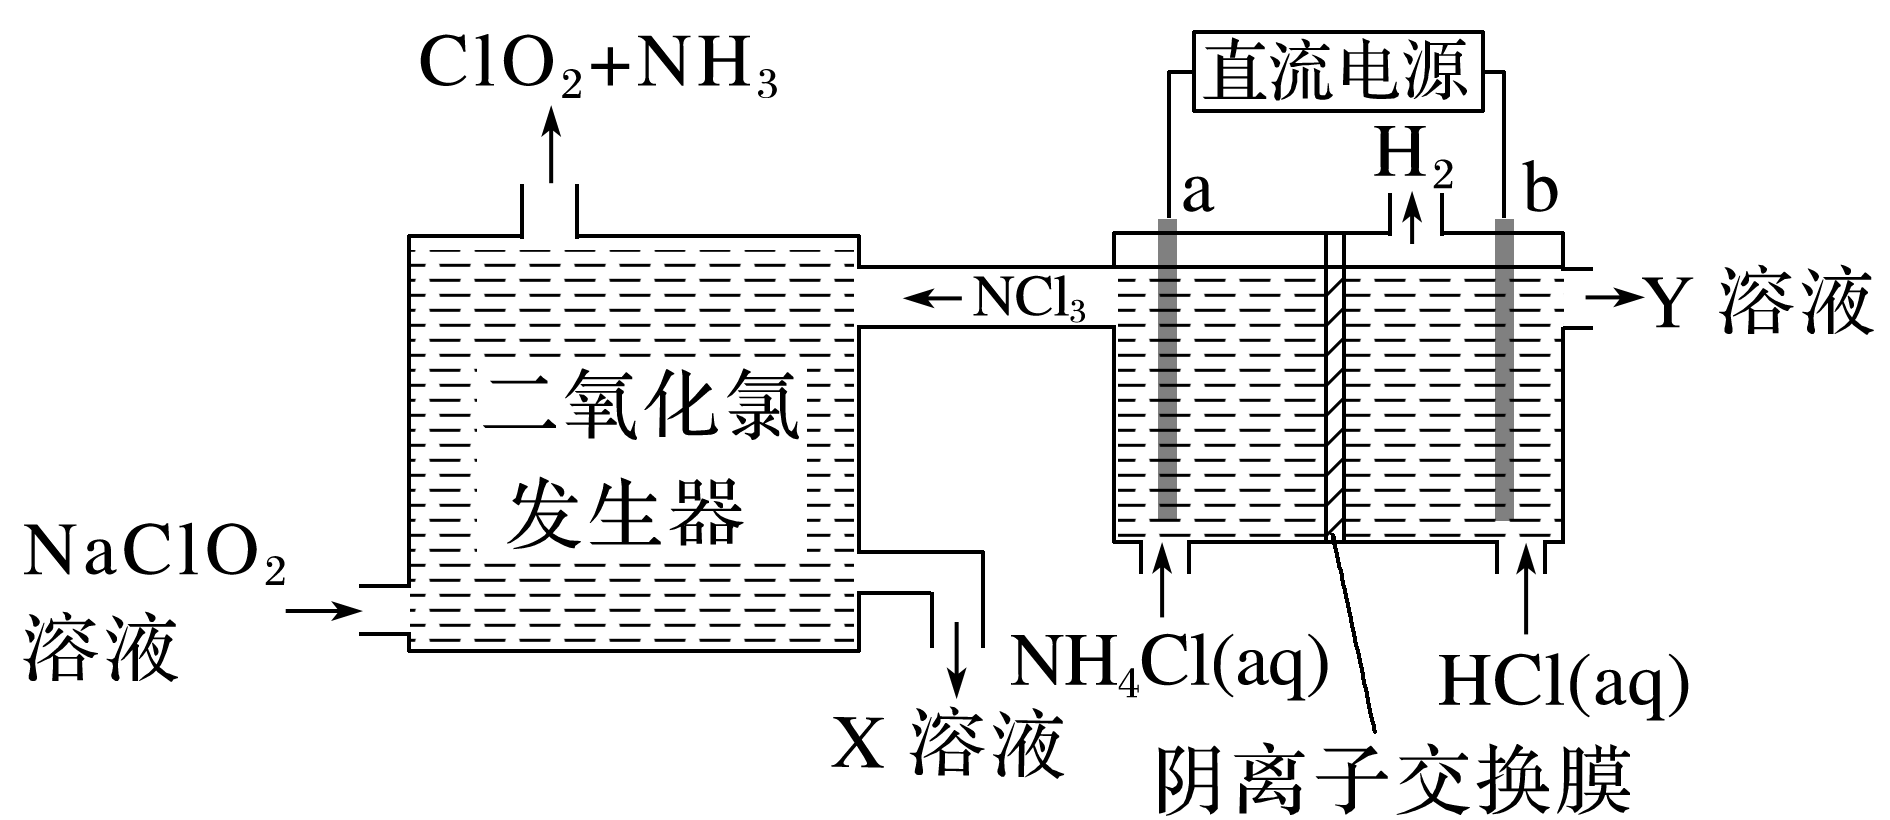 ClO₂+NH₃
直流电源
H₂
a
b
NCl₃
Y 溶液
二氧化氯
发生器
NaClO₂
溶液
NH₄Cl(aq)
HCl(aq)
X 溶液
阴离子交换膜